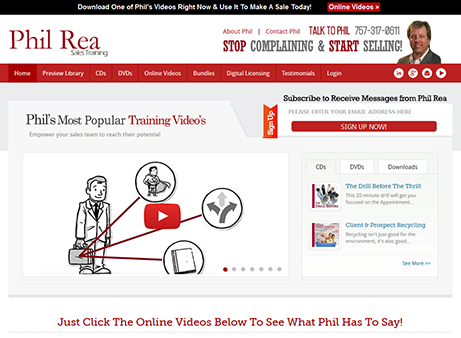 Download One of Phil's Videos Right Now & Use It To Make A Sale Today! Online Videos »
Phil Rea
Sales Training
About Phil | Contact Phil
TALK TO PHIL 757-317-0611
STOP COMPLAINING & START SELLING!
Home Preview Library CDs DVDs Online Videos Bundles Digital Licensing Testimonials Login
Phil's Most Popular Training Video's
Empower your sales team to reach their potential
Sign Up
Subscribe to Receive Messages from Phil Rea
PLEASE ENTER YOUR EMAIL ADDRESS HERE
SIGN UP NOW!
CDs DVDs Downloads
The Drill Before The Thrill
This 20-minute drill will get
you focused on the Appointment...
Client & Prospect Recycling
Recycling isn't just good for the
environment; it's also good...
See More >>
Just Click The Online Videos Below To See What Phil Has To Say!